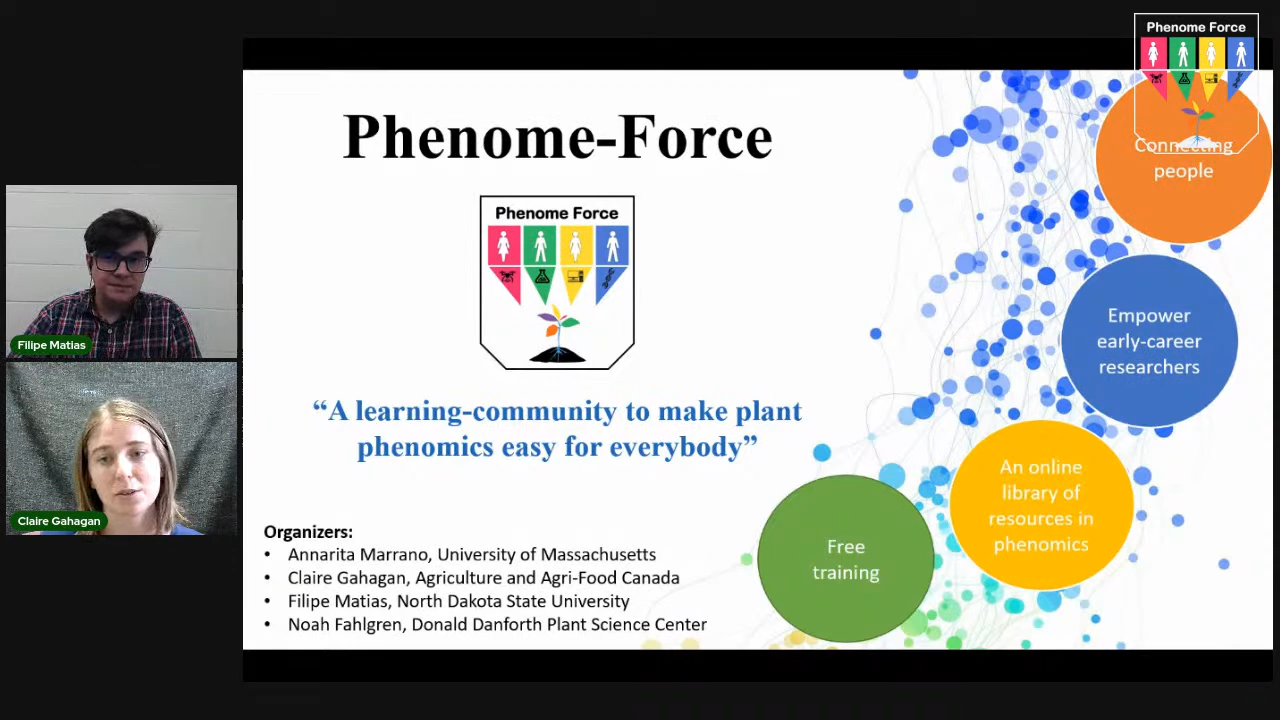 Phenome Force
Phenome-Force
Phenome Force
Connecting
people
Empower
early-career
researchers
“A learning-community to make plant
phenomics easy for everybody”
An online
library of
resources in
phenomics
Free
training
Organizers:
• Annarita Marrano, University of Massachusetts
• Claire Gahagan, Agriculture and Agri-Food Canada
• Filipe Matias, North Dakota State University
• Noah Fahlgren, Donald Danforth Plant Science Center
Filipe Matias
Claire Gahagan